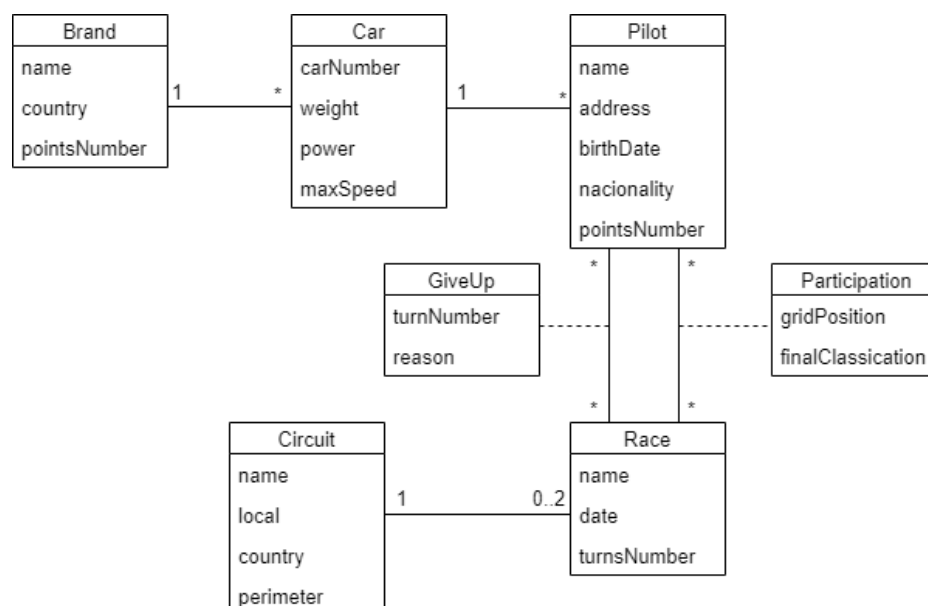 Brand
name
country
pointsNumber
1
*
Car
carNumber
weight
power
maxSpeed
1
*
Pilot
name
address
birthDate
nacionality
pointsNumber
*
*
GiveUp
turnNumber
reason
Participation
gridPosition
finalClassication
*
*
Circuit
name
local
country
perimeter
1
0..2
Race
name
date
turnsNumber